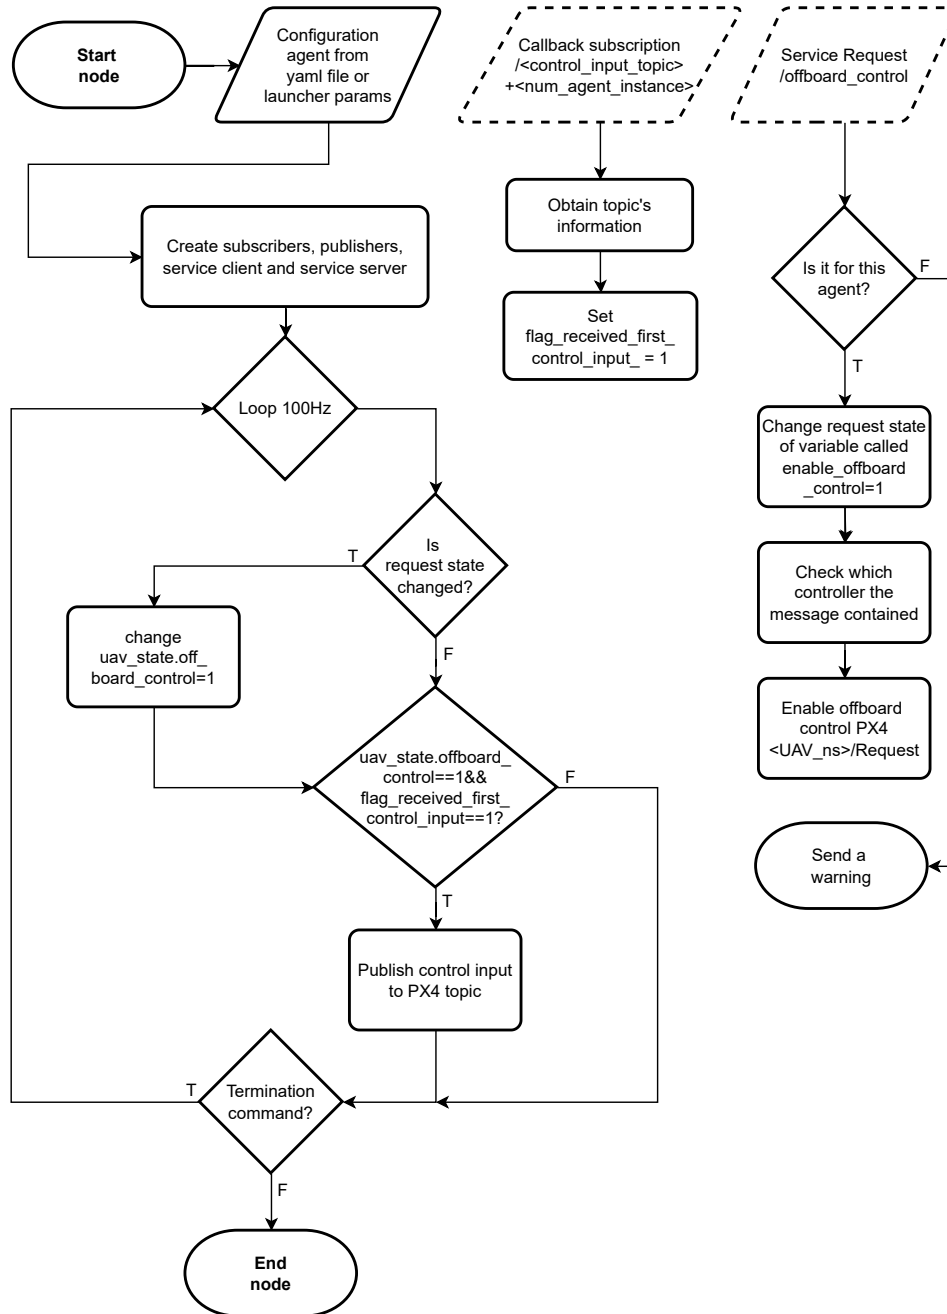 Start
node
Configuration
agent from
yaml file or
launcher params
Create subscribers, publishers,
service client and service server
Loop 100Hz
Is
request state
changed?
T
F
change
uav_state.off_
board_control=1
uav_state.offboard_
control==1&&
flag_received_first_
control_input==1?
F
T
Publish control input
to PX4 topic
Termination
command?
T
F
End
node
Callback subscription
/<control_input_topic>
+<num_agent_instance>
Obtain topic's
information
Set
flag_received_first_
control_input_ = 1
Service Request
/offboard_control
Is it for this
agent?
F
T
Change request state
of variable called
enable_offboard
_control=1
Check which
controller the
message contained
Enable offboard
control PX4
<UAV_ns>/Request
Send a
warning